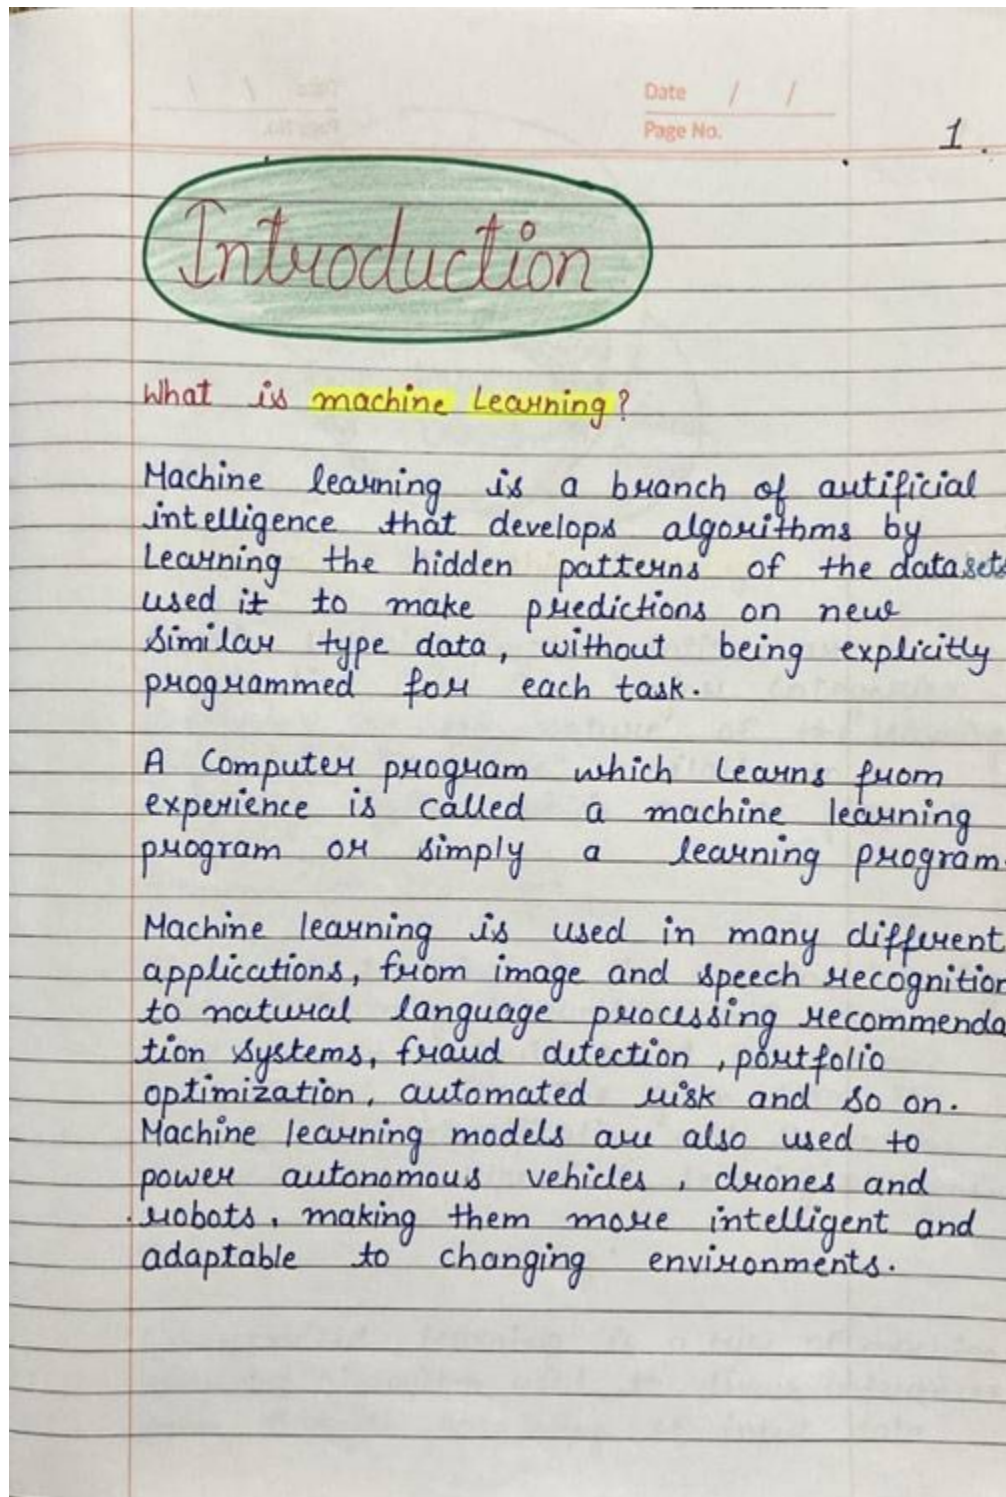 Date / /
Page No.
1.
Introduction
What is machine Learning?
Machine learning is a branch of artificial
intelligence that develops algorithms by
Learning the hidden patterns of the datasets
used it to make predictions on new
similar type data, without being explicitly
programmed for each task.
A Computer program which Learns from
experience is called a machine learning
program or simply a learning program.
Machine learning is used in many different
applications, from image and speech recognition
to natural language processing recommenda
tion systems, fraud detection, portfolio
optimization, automated risk and so on.
Machine learning models are also used to
power autonomous vehicles, drones and
robots, making them more intelligent and
adaptable to changing environments.